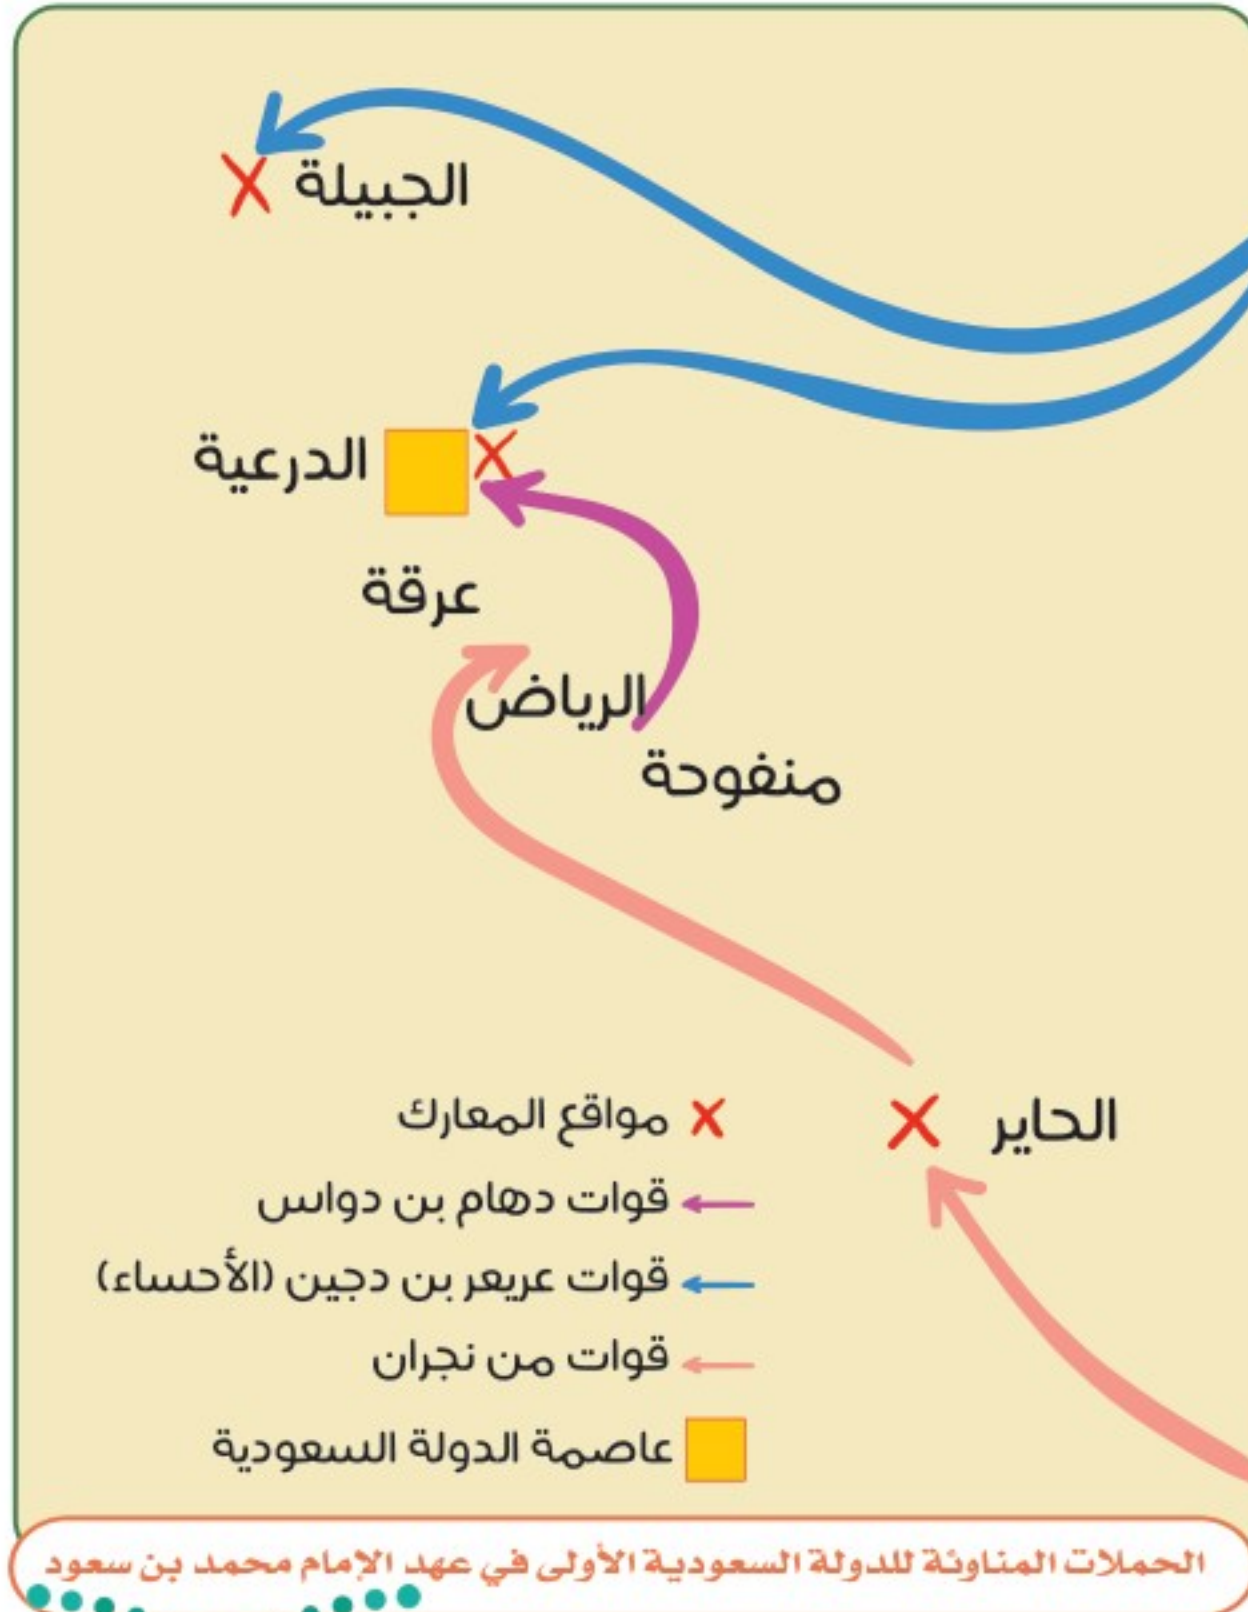 الجبيلة
الدرعية
عرقة
الرياض
منفوحة
الحاير
مواقع المعارك
قوات دهام بن دواس
قوات عريعر بن دجين (الأحساء)
قوات من نجران
عاصمة الدولة السعودية
الحملات المناوئة للدولة السعودية الأولى في عهد الإمام محمد بن سعود